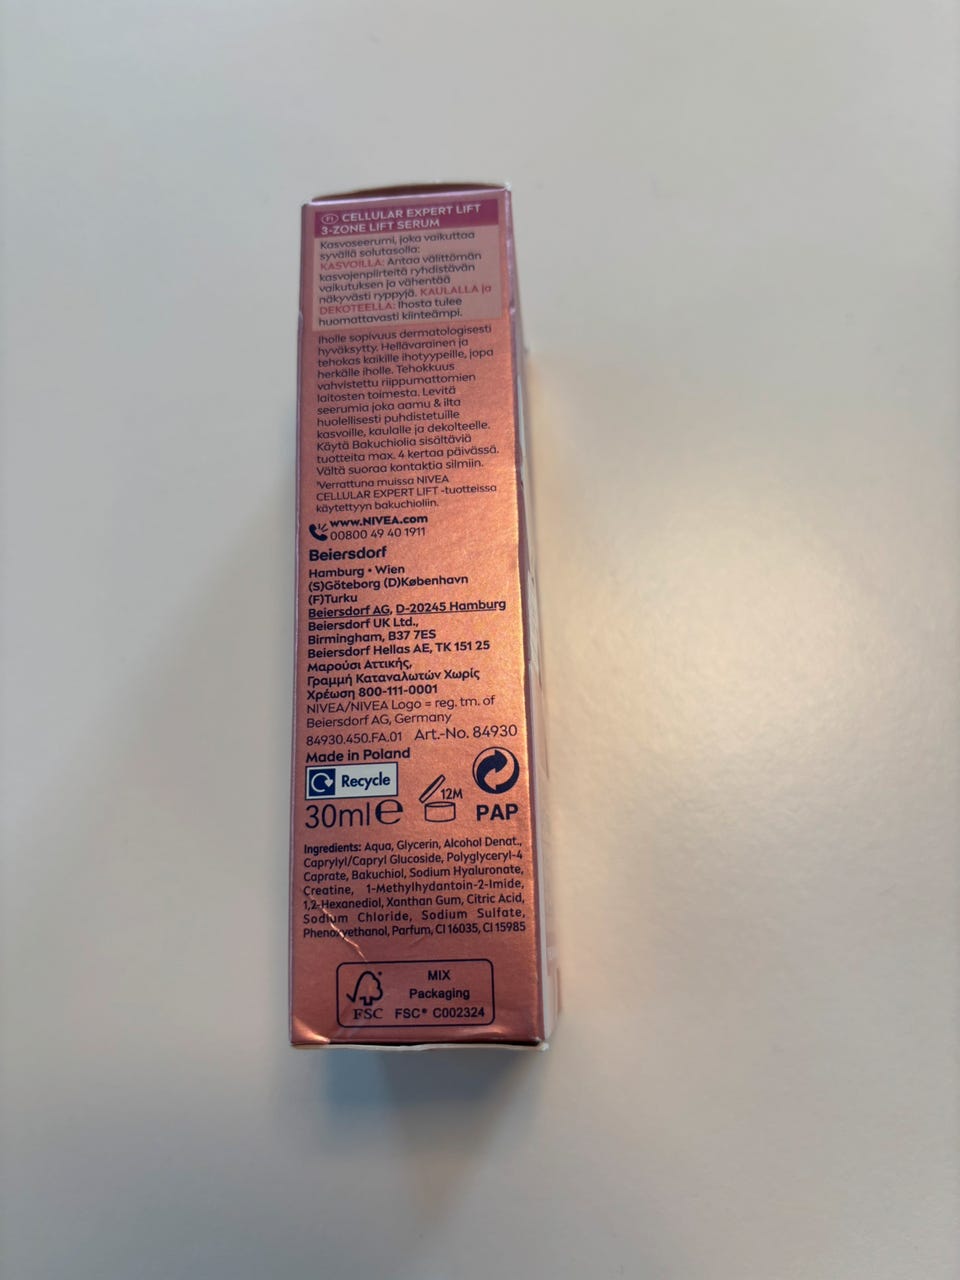 FI CELLULAR EXPERT LIFT
3-ZONE LIFT SERUM
Kasvoseerumi, joka vaikuttaa
syvällä solutasolla:
KASVOILLA: Antaa välittömän
kasvojenpiirteitä ryhdistävän
vaikutuksen ja vähentää
näkyvästi ryppyjä. KAULALLA ja
DEKOTEELLA: Ihosta tulee
huomattavasti kiinteämpi.
Iholle sopivuus dermatologisesti
hyväksytty. Hellävarainen ja
tehokas kaikille ihotyypeille, jopa
herkälle iholle. Tehokkuus
vahvistettu riippumattomien
laitosten toimesta. Levitä
seerumia joka aamu & ilta
huolellisesti puhdistetuille
kasvoille, kaulalle ja dekolteelle.
Käytä Bakuchiolia sisältäviä
tuotteita max. 4 kertaa päivässä.
Vältä suoraa kontaktia silmiin.
¹Verrattuna muissa NIVEA
CELLULAR EXPERT LIFT -tuotteissa
käytettyyn bakuchioliin.
www.NIVEA.com
00800 49 40 1911
Beiersdorf
Hamburg • Wien
(S)Göteborg (D)København
(F)Turku
Beiersdorf AG, D-20245 Hamburg
Beiersdorf UK Ltd.,
Birmingham, B37 7ES
Beiersdorf Hellas AE, TK 151 25
Μαρούσι Αττικής,
Γραμμή Καταναλωτών Χωρίς
Χρέωση 800-111-0001
NIVEA/NIVEA Logo = reg. tm. of
Beiersdorf AG, Germany
84930.450.FA.01 Art.-No. 84930
Made in Poland
Recycle
30ml e 12M PAP
Ingredients: Aqua, Glycerin, Alcohol Denat.,
Caprylyl/Capryl Glucoside, Polyglyceryl-4
Caprate, Bakuchiol, Sodium Hyaluronate,
Creatine, 1-Methylhydantoin-2-Imide,
1,2-Hexanediol, Xanthan Gum, Citric Acid,
Sodium Chloride, Sodium Sulfate,
Phenoxyethanol, Parfum, CI 16035, CI 15985
MIX
Packaging
FSC FSC® C002324